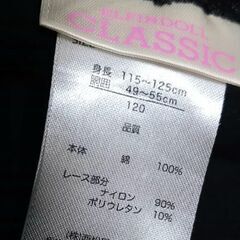 ELFINDOLL
CLASSIC
身長 115~125cm
胴囲 49~55cm
120
品質
本体 綿 100%
レース部分
ナイロン 90%
ポリウレタン 10%